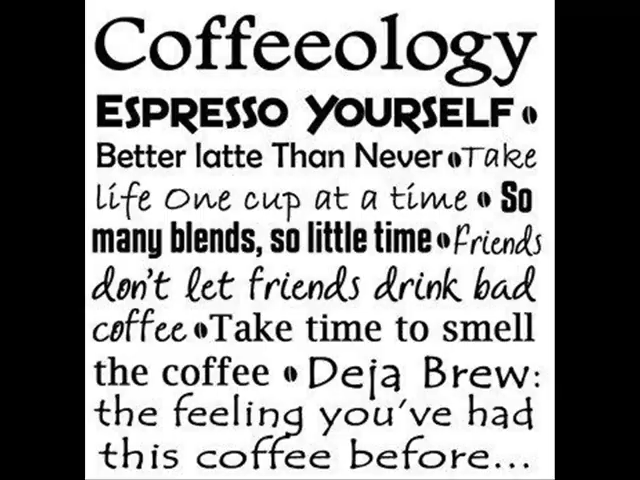 Coffeeology
ESPRESSO YOURSELF •
Better latte Than Never • Take
life One cup at a time • So
many blends, so little time • Friends
don't let friends drink bad
coffee • Take time to smell
the coffee • Deja Brew:
the feeling you've had
this coffee before...